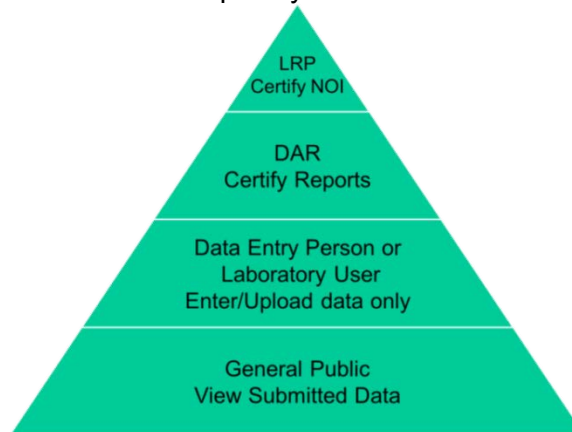 LRP
Certify NOI
DAR
Certify Reports
Data Entry Person or
Laboratory User
Enter/Upload data only
General Public
View Submitted Data